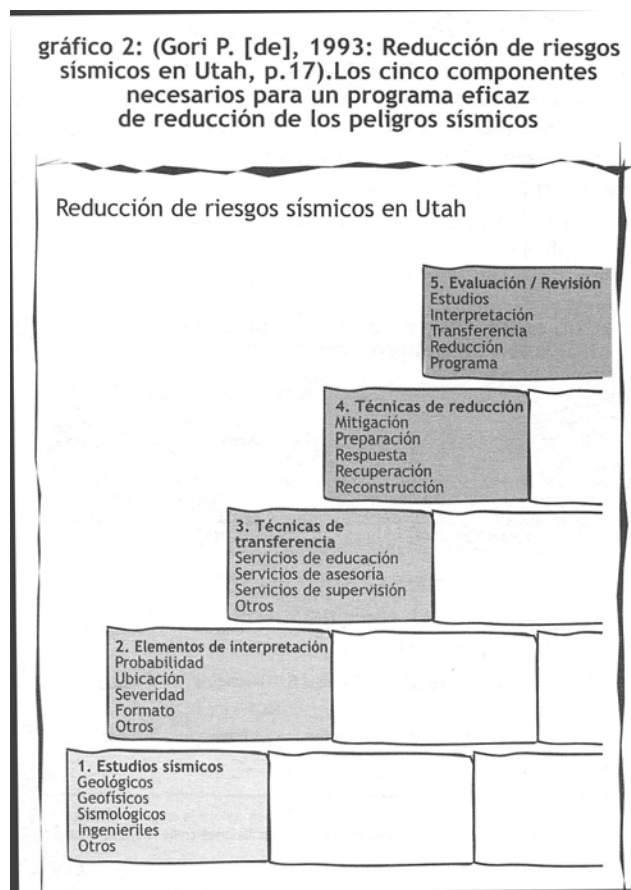 gráfico 2: (Gori P. [de], 1993: Reducción de riesgos
sísmicos en Utah, p.17).Los cinco componentes
necesarios para un programa eficaz
de reducción de los peligros sísmicos
Reducción de riesgos sísmicos en Utah
5. Evaluación / Revisión
Estudios
Interpretación
Transferencia
Reducción
Programa
4. Técnicas de reducción
Mitigación
Preparación
Respuesta
Recuperación
Reconstrucción
3. Técnicas de
transferencia
Servicios de educación
Servicios de asesoría
Servicios de supervisión
Otros
2. Elementos de interpretación
Probabilidad
Ubicación
Severidad
Formato
Otros
1. Estudios sísmicos
Geológicos
Geofísicos
Sismológicos
Ingenieriles
Otros